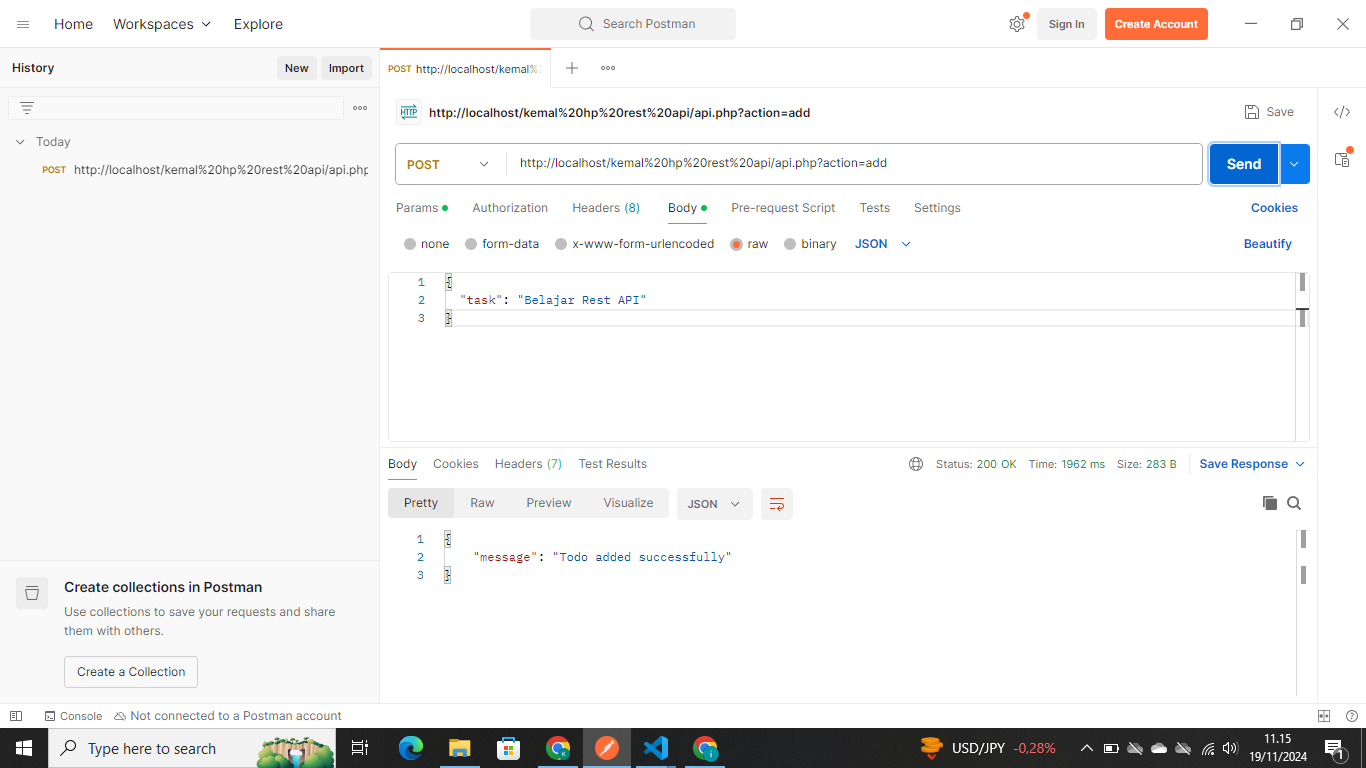 Home Workspaces Explore Search Postman Sign In Create Account
History New Import POST http://localhost/kemal%2
Today
POST http://localhost/kemal%20hp%20rest%20api/api.php
HTTP http://localhost/kemal%20hp%20rest%20api/api.php?action=add Save
POST http://localhost/kemal%20hp%20rest%20api/api.php?action=add Send
Params Authorization Headers (8) Body Pre-request Script Tests Settings Cookies
none form-data x-www-form-urlencoded raw binary JSON Beautify
1 {
2 "task": "Belajar Rest API"
3 }
Body Cookies Headers (7) Test Results Status: 200 OK Time: 1962 ms Size: 283 B Save Response
Pretty Raw Preview Visualize JSON
1 {
2 "message": "Todo added successfully"
3 }
Create collections in Postman
Use collections to save your requests and share
them with others.
Create a Collection
Console Not connected to a Postman account
Type here to search USD/JPY -0,28% 11.15
19/11/2024 1